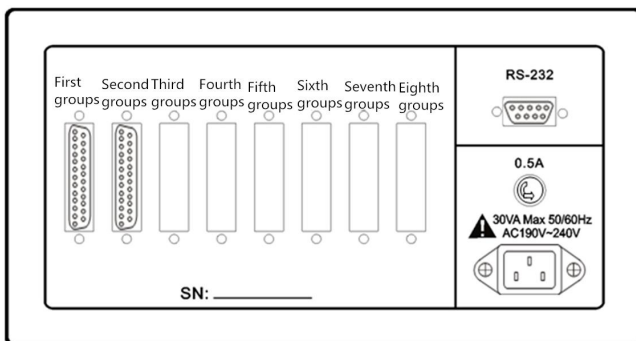 First groups
Second groups
Third groups
Fourth groups
Fifth groups
Sixth groups
Seventh groups
Eighth groups
SN:
RS-232
0.5A
30VA Max 50/60Hz
AC190V~240V